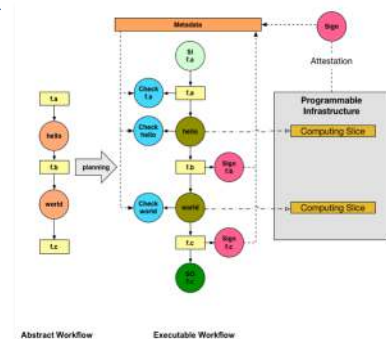 Metadata
Sign
SI
f.a
Attestation
Check
f.a
f.a
Programmable
Infrastructure
f.a
Check
hello
hello
Computing Slice
hello
f.b
planning
f.b
Sign
f.b
world
Check
world
world
Computing Slice
f.c
f.c
Sign
f.c
SO
f.c
Abstract Workflow
Executable Workflow